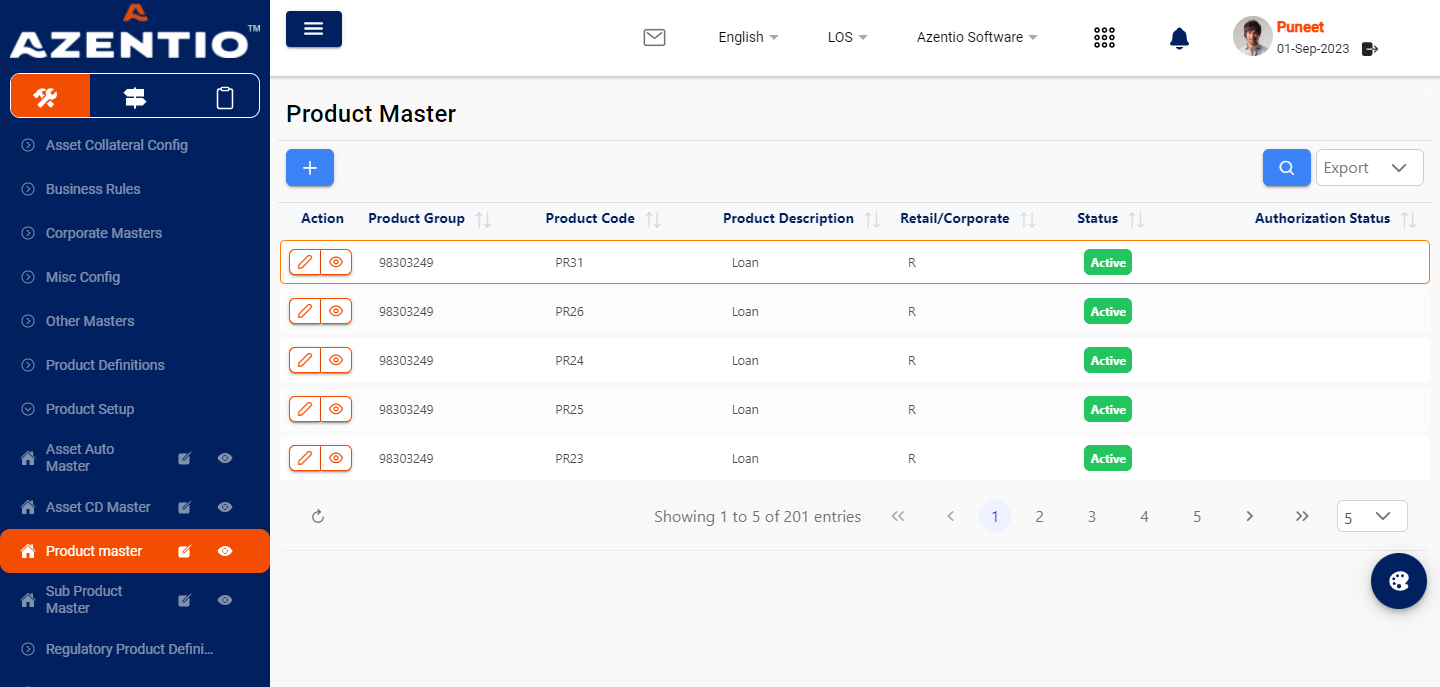 AZENTIO™
English
LOS
Azentio Software
Puneet
01-Sep-2023
Asset Collateral Config
Business Rules
Corporate Masters
Misc Config
Other Masters
Product Definitions
Product Setup
Asset Auto
Master
Asset CD Master
Product master
Sub Product
Master
Regulatory Product Defini...
Product Master
Export
Action Product Group Product Code Product Description Retail/Corporate Status Authorization Status
98303249 PR31 Loan R Active
98303249 PR26 Loan R Active
98303249 PR24 Loan R Active
98303249 PR25 Loan R Active
98303249 PR23 Loan R Active
Showing 1 to 5 of 201 entries 1 2 3 4 5 5